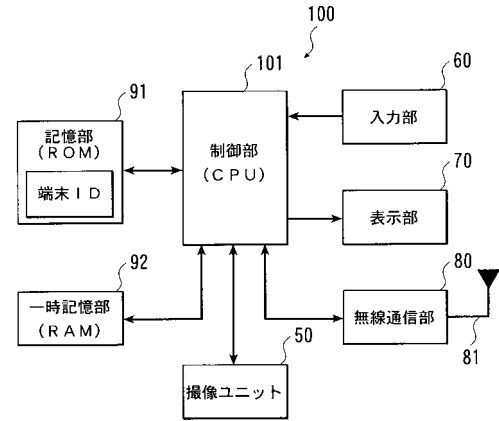 100
101
制御部
(CPU)
91
記憶部
(ROM)
端末ID
60
入力部
70
表示部
92
一時記憶部
(RAM)
80
無線通信部
81
50
撮像ユニット